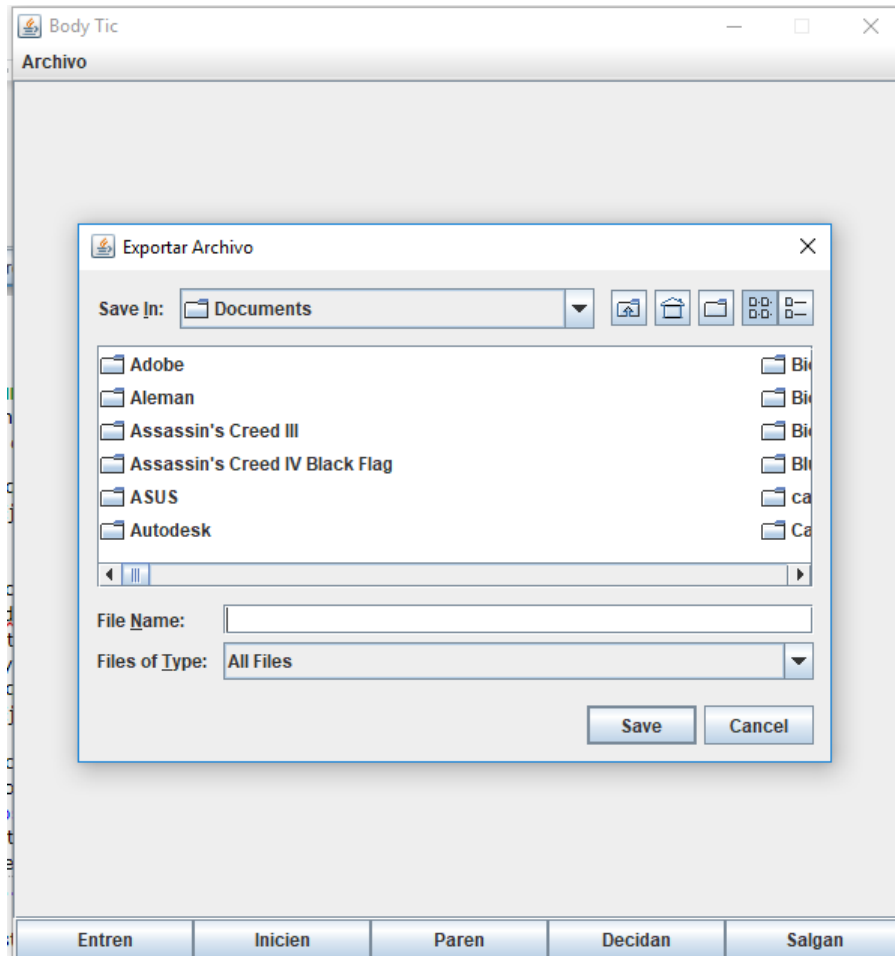 Body Tic
Archivo
Exportar Archivo
Save In: Documents
Adobe
Aleman
Assassin's Creed III
Assassin's Creed IV Black Flag
ASUS
Autodesk
File Name:
Files of Type: All Files
Save Cancel
Entren Inicien Paren Decidan Salgan